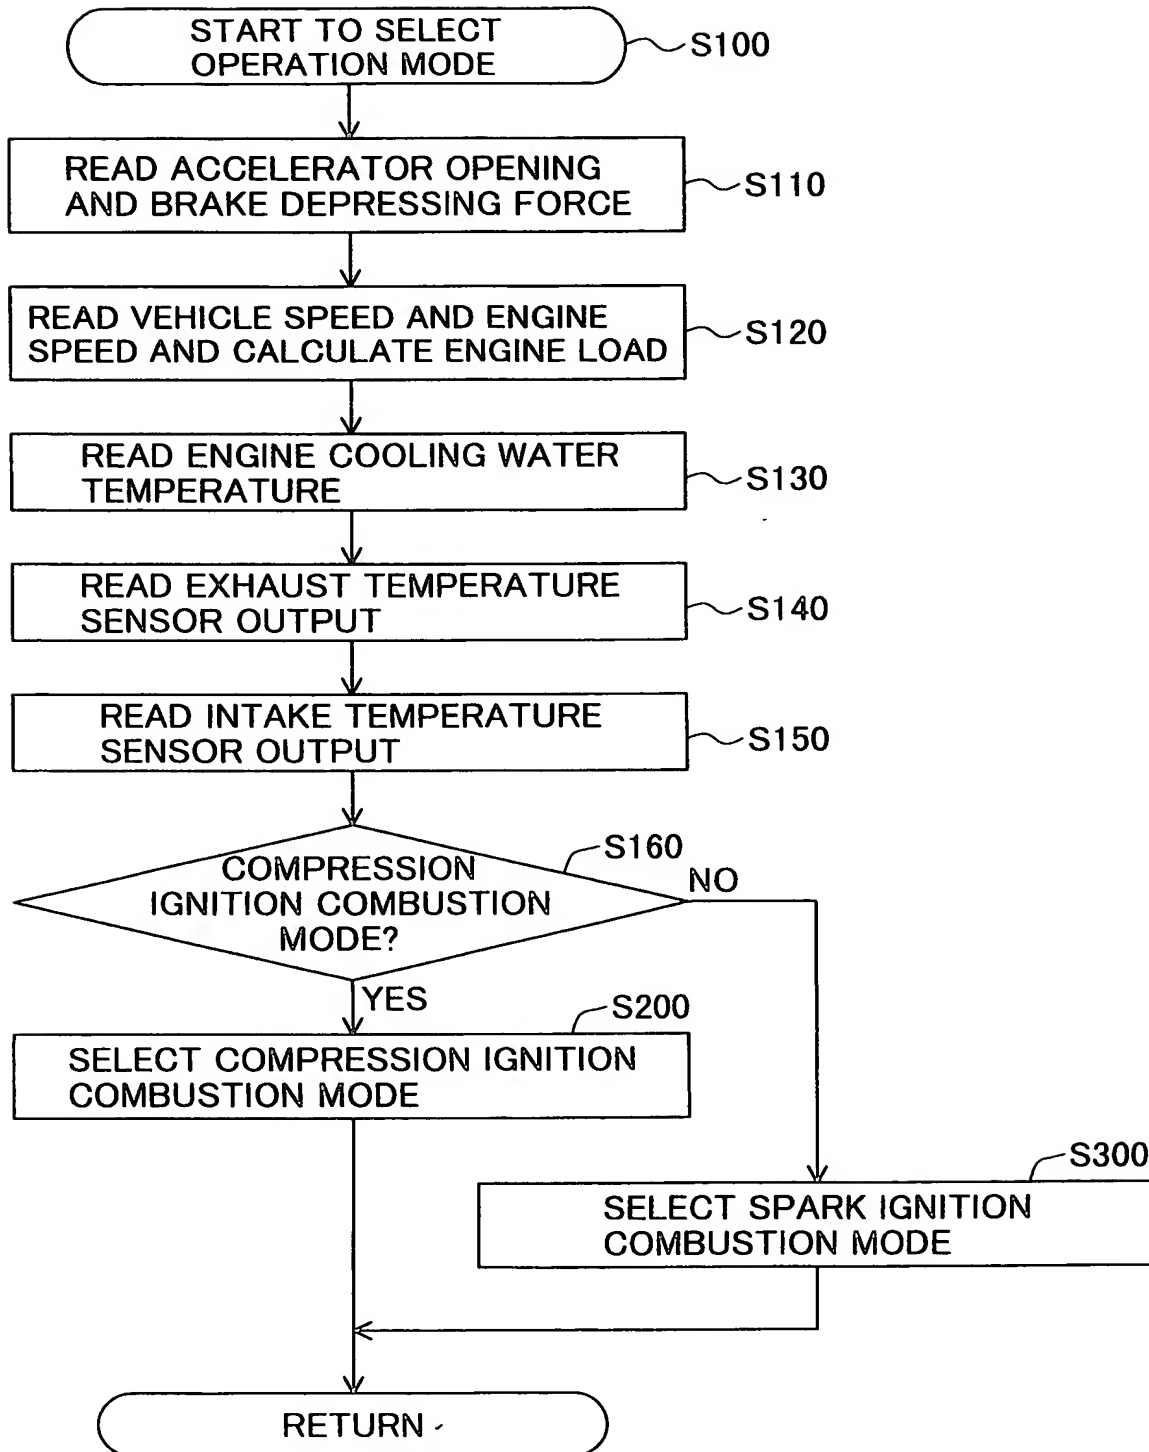 START TO SELECT
OPERATION MODE
S100
READ ACCELERATOR OPENING
AND BRAKE DEPRESSING FORCE
S110
READ VEHICLE SPEED AND ENGINE
SPEED AND CALCULATE ENGINE LOAD
S120
READ ENGINE COOLING WATER
TEMPERATURE
S130
READ EXHAUST TEMPERATURE
SENSOR OUTPUT
S140
READ INTAKE TEMPERATURE
SENSOR OUTPUT
S150
COMPRESSION
IGNITION COMBUSTION
MODE?
S160
NO
YES
S200
SELECT COMPRESSION IGNITION
COMBUSTION MODE
S300
SELECT SPARK IGNITION
COMBUSTION MODE
RETURN